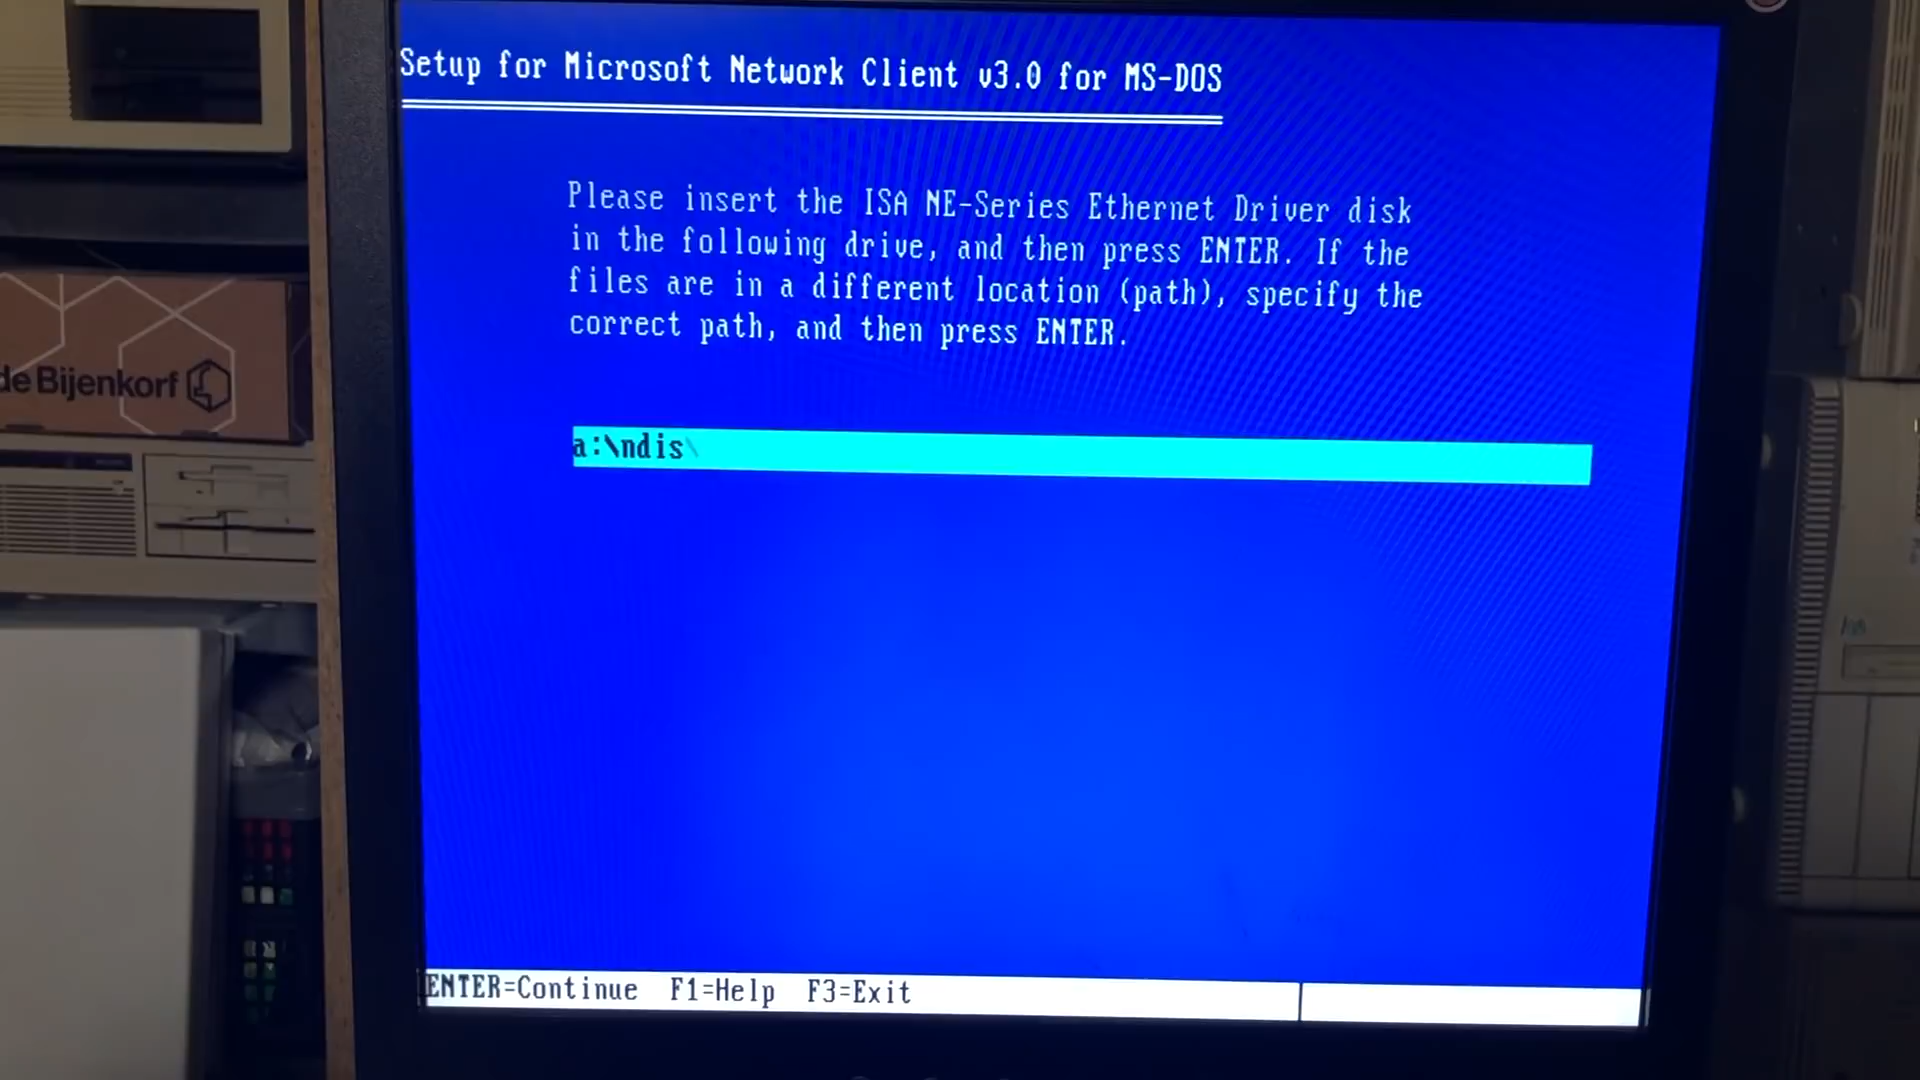 Setup for Microsoft Network Client v3.0 for MS-DOS
Please insert the ISA NE-Series Ethernet Driver disk
in the following drive, and then press ENTER. If the
files are in a different location (path), specify the
correct path, and then press ENTER.
a:\ndis\
ENTER=Continue F1=Help F3=Exit
de Bijenkorf